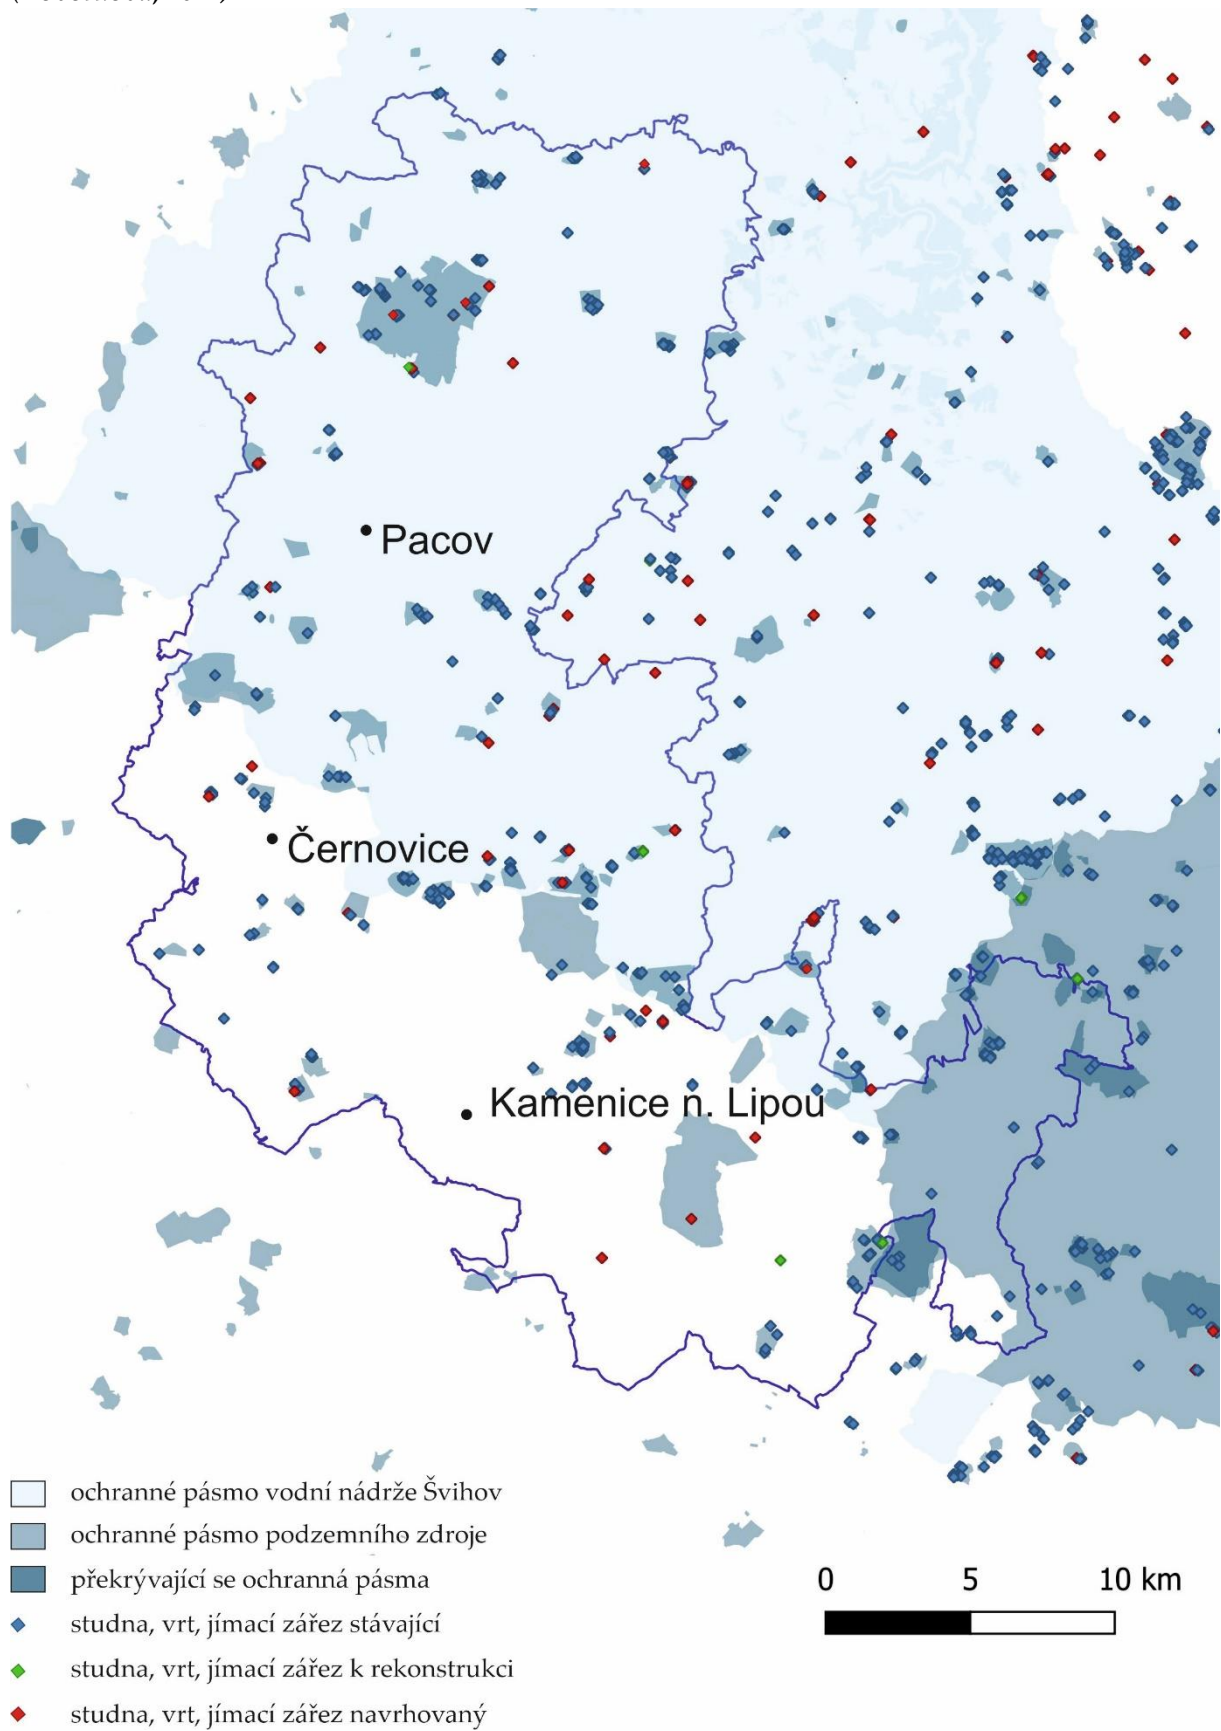 Pacov
Černovice
Kamenice n. Lipou
ochranné pásmo vodní nádrže Švihov
ochranné pásmo podzemního zdroje
překrývající se ochranná pásma
studna, vrt, jímací zářez stávající
studna, vrt, jímací zářez k rekonstrukci
studna, vrt, jímací zářez navrhovaný
0 5 10 km